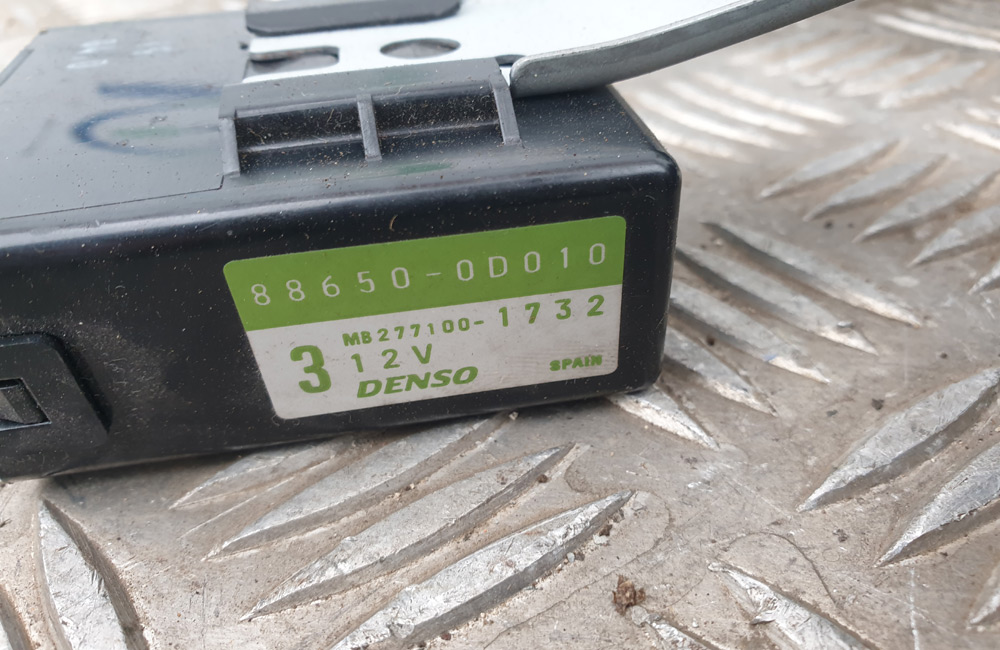 88650-0D010
MB277100-1732
3 12V
DENSO SPAIN